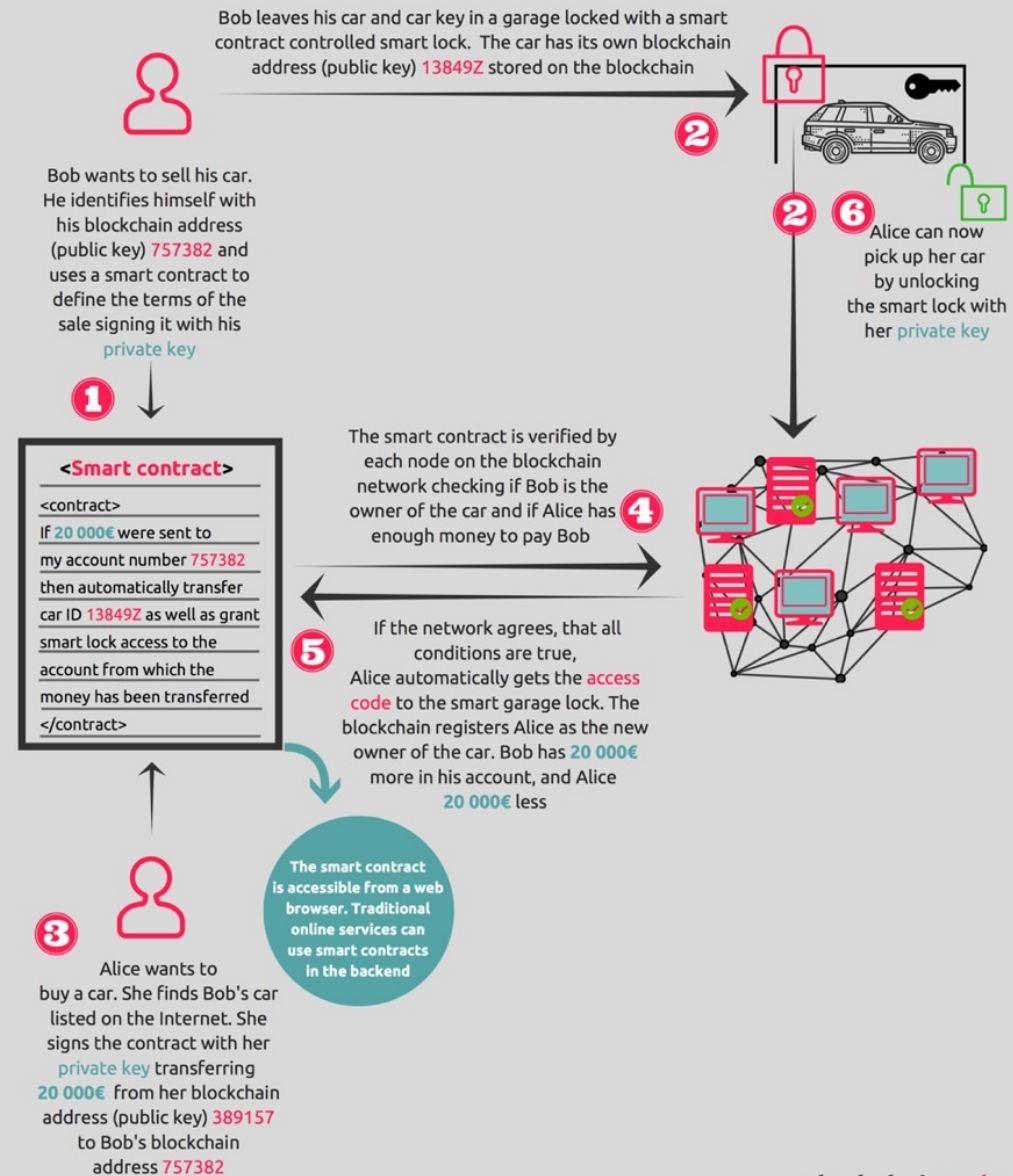 Bob leaves his car and car key in a garage locked with a smart
contract controlled smart lock. The car has its own blockchain
address (public key) 13849Z stored on the blockchain
2
Bob wants to sell his car.
He identifies himself with
his blockchain address
(public key) 757382 and
uses a smart contract to
define the terms of the
sale signing it with his
private key
1
2
6
Alice can now
pick up her car
by unlocking
the smart lock with
her private key
<Smart contract>
<contract>
If 20 000€ were sent to
my account number 757382
then automatically transfer
car ID 13849Z as well as grant
smart lock access to the
account from which the
money has been transferred
</contract>
The smart contract is verified by
each node on the blockchain
network checking if Bob is the
owner of the car and if Alice has
enough money to pay Bob
4
5
If the network agrees, that all
conditions are true,
Alice automatically gets the access
code to the smart garage lock. The
blockchain registers Alice as the new
owner of the car. Bob has 20 000€
more in his account, and Alice
20 000€ less
The smart contract
is accessible from a web
browser. Traditional
online services can
use smart contracts
in the backend
3
Alice wants to
buy a car. She finds Bob's car
listed on the Internet. She
signs the contract with her
private key transferring
20 000€ from her blockchain
address (public key) 389157
to Bob's blockchain
address 757382